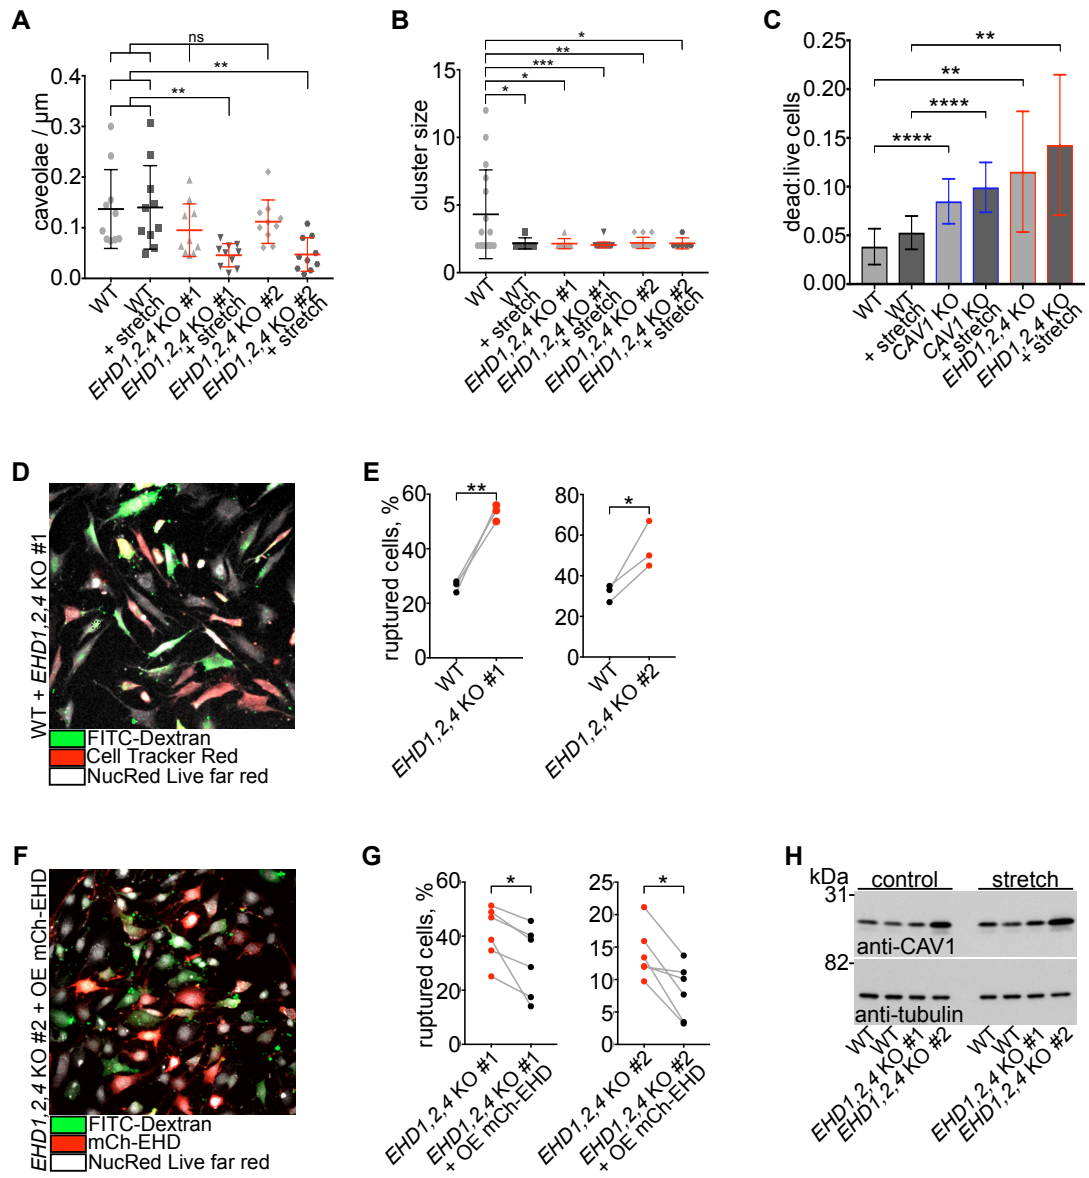 A
ns
**
**
caveolae / μm
0.4
0.3
0.2
0.1
0.0
WT
WT
+ stretch
EHD1,2,4 KO #1
EHD1,2,4 KO #1
+ stretch
EHD1,2,4 KO #2
EHD1,2,4 KO #2
+ stretch
B
*
**
***
*
*
cluster size
15
10
5
0
WT
WT
+ stretch
EHD1,2,4 KO #1
EHD1,2,4 KO #1
+ stretch
EHD1,2,4 KO #2
EHD1,2,4 KO #2
+ stretch
C
**
**
****
****
dead:live cells
0.25
0.20
0.15
0.10
0.05
0.00
WT
WT
+ stretch
CAV1 KO
CAV1 KO
+ stretch
EHD1,2,4 KO
EHD1,2,4 KO
+ stretch
D
WT + EHD1,2,4 KO #1
FITC-Dextran
Cell Tracker Red
NucRed Live far red
E
ruptured cells, %
60
40
20
0
**
WT
EHD1,2,4 KO #1
80
60
40
20
0
*
WT
EHD1,2,4 KO #2
F
EHD1,2,4 KO #2 + OE mCh-EHD
FITC-Dextran
mCh-EHD
NucRed Live far red
G
ruptured cells, %
60
40
20
0
*
EHD1,2,4 KO #1
EHD1,2,4 KO #1
+ OE mCh-EHD
25
20
15
10
5
0
*
EHD1,2,4 KO #2
EHD1,2,4 KO #2
+ OE mCh-EHD
H
kDa
control
stretch
31
anti-CAV1
82
anti-tubulin
WT
WT
EHD1,2,4 KO #1
EHD1,2,4 KO #2
WT
WT
EHD1,2,4 KO #1
EHD1,2,4 KO #2